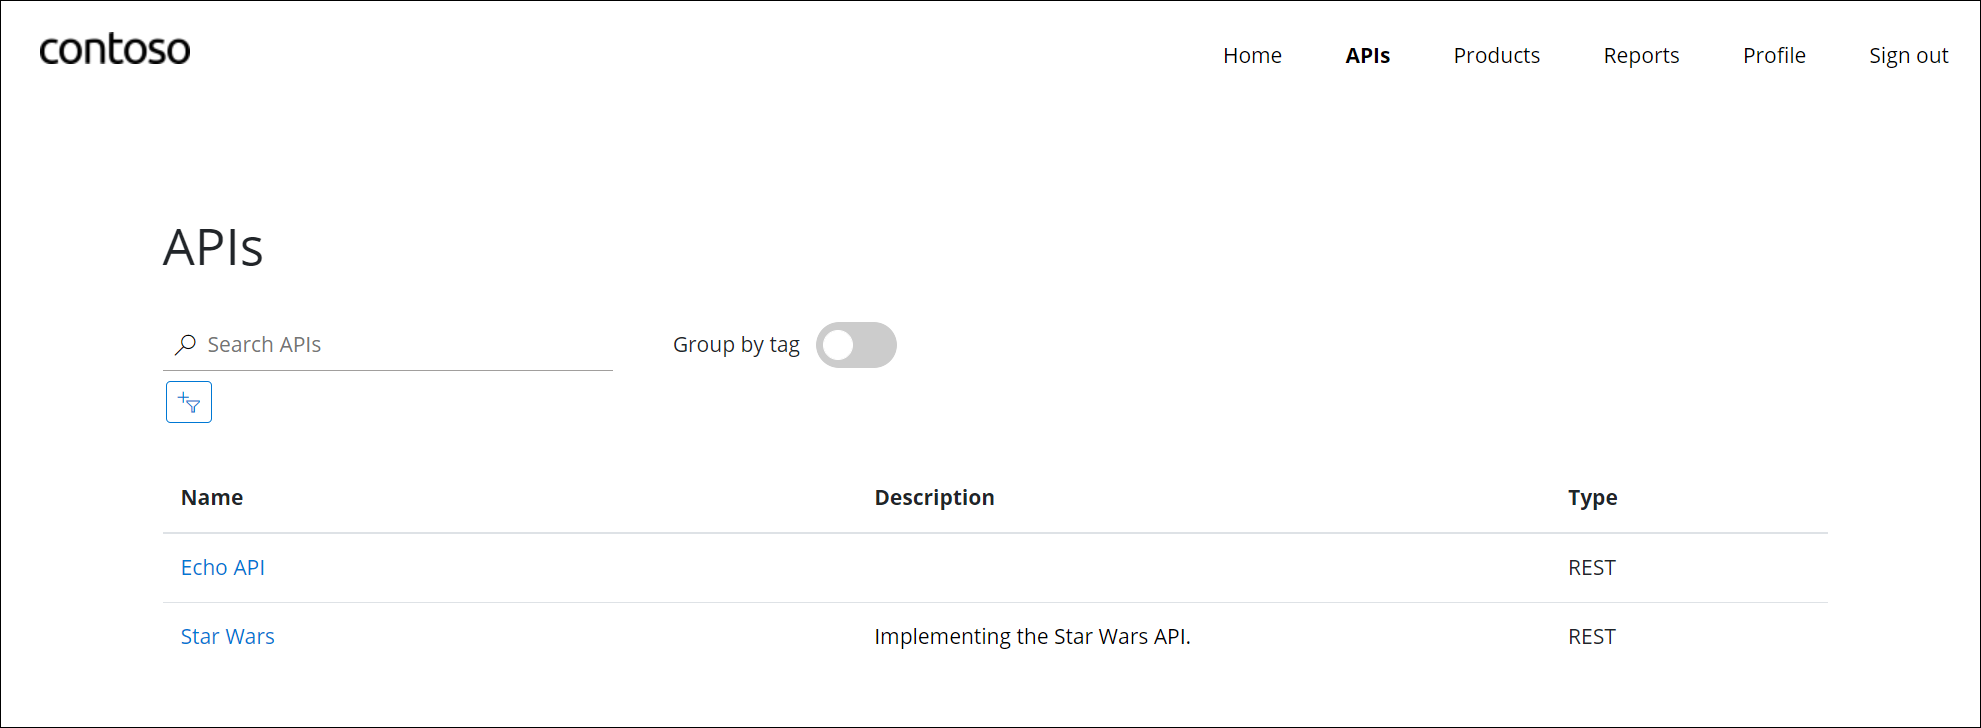 contoso
Home APIs Products Reports Profile Sign out
APIs
Search APIs Group by tag
Name Description Type
Echo API REST
Star Wars Implementing the Star Wars API. REST